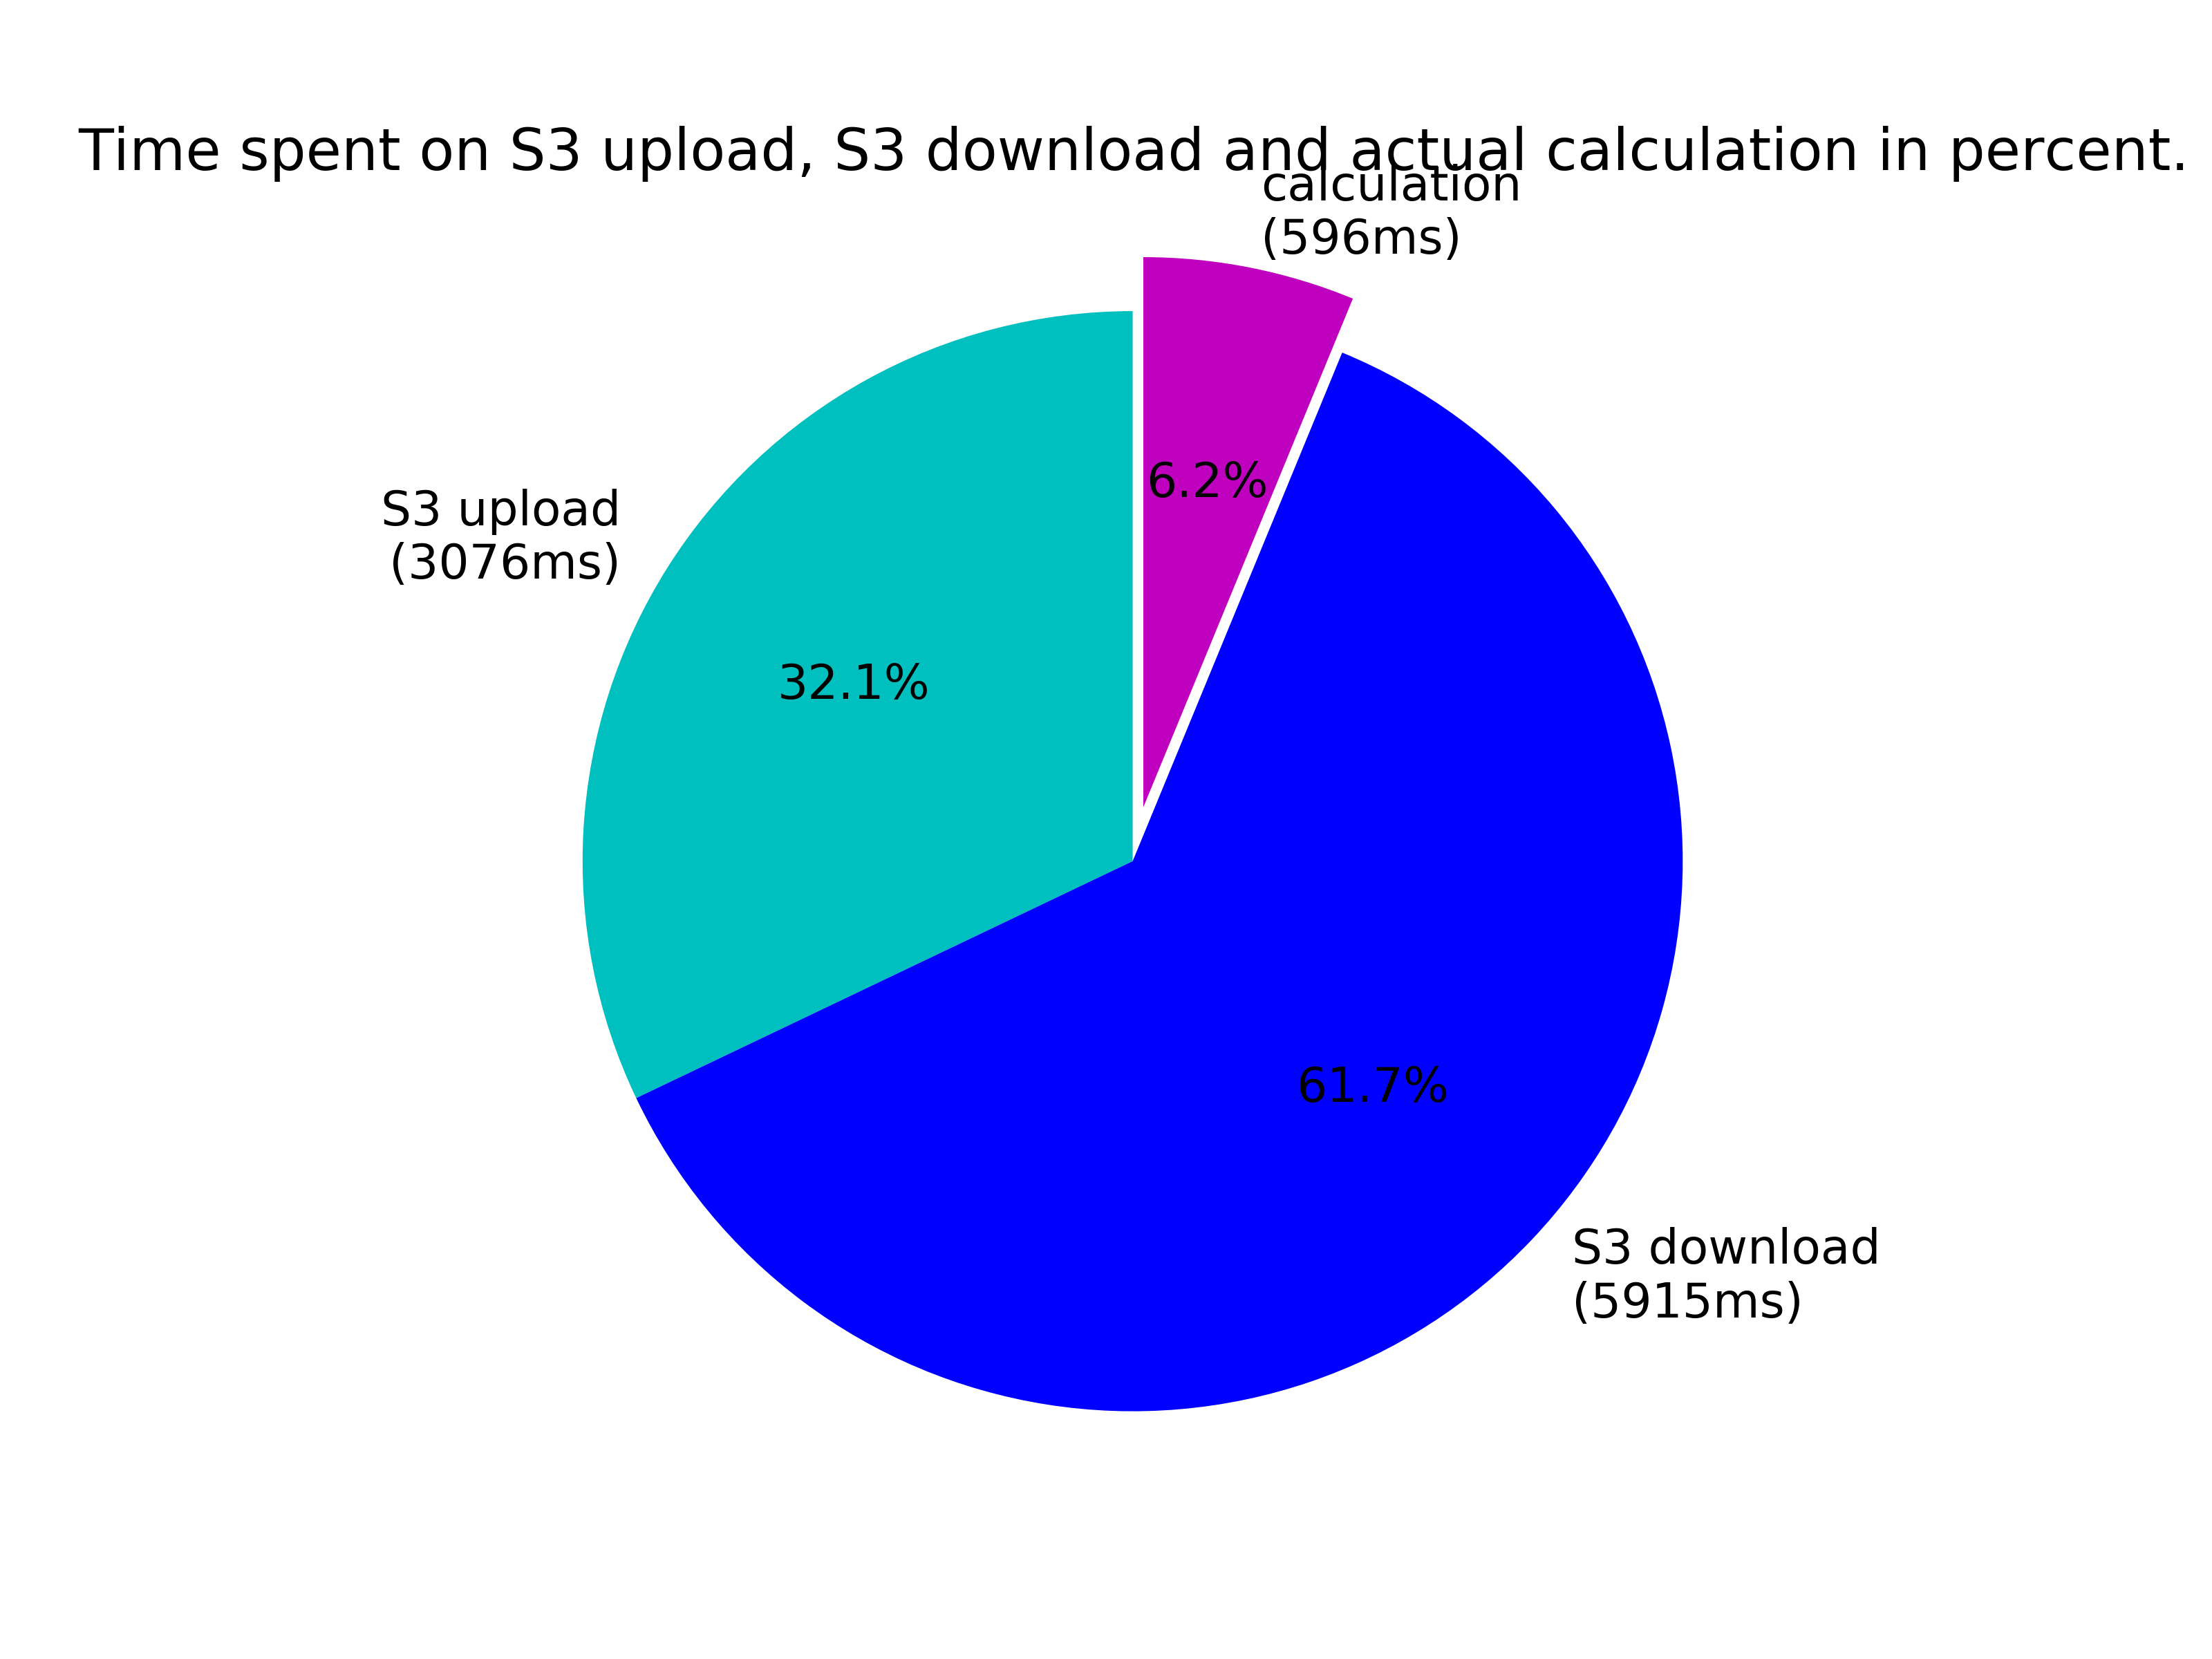 Time spent on S3 upload, S3 download and actual calculation in percent.
calculation
(596ms)
6.2%
S3 upload
(3076ms)
32.1%
61.7%
S3 download
(5915ms)